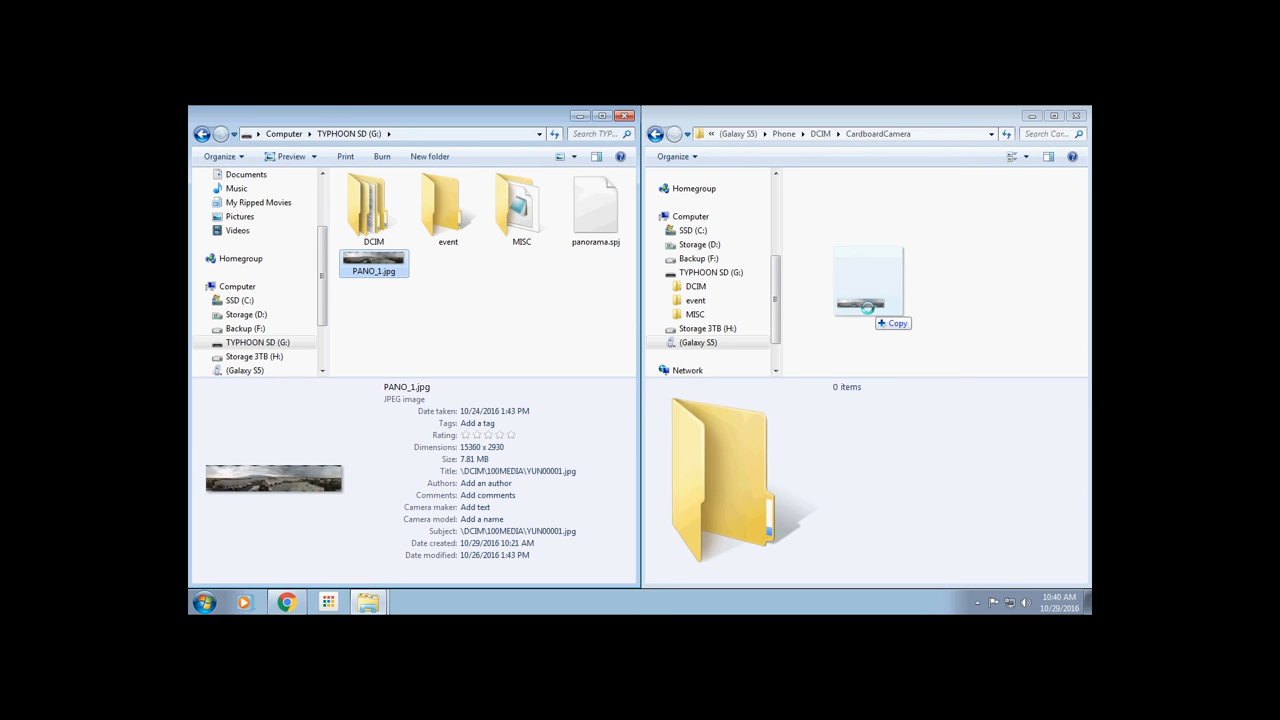 Computer TYPHOON SD (G:)
Search TYP...
Organize Preview Print Burn New folder
Documents
Music
My Ripped Movies
Pictures
Videos
Homegroup
Computer
SSD (C:)
Storage (D:)
Backup (F:)
TYPHOON SD (G:)
Storage 3TB (H:)
(Galaxy S5)
DCIM
event
MISC
panorama.spj
PANO_1.jpg
PANO_1.jpg
JPEG image
Date taken: 10/24/2016 1:43 PM
Tags: Add a tag
Rating:
Dimensions: 15360 x 2930
Size: 7.81 MB
Title: \DCIM\100MEDIA\YUN00001.jpg
Authors: Add an author
Comments: Add comments
Camera maker: Add text
Camera model: Add a name
Subject: \DCIM\100MEDIA\YUN00001.jpg
Date created: 10/29/2016 10:21 AM
Date modified: 10/26/2016 1:43 PM
« (Galaxy S5) Phone DCIM CardboardCamera
Search Car...
Organize
Homegroup
Computer
SSD (C:)
Storage (D:)
Backup (F:)
TYPHOON SD (G:)
DCIM
event
MISC
Storage 3TB (H:)
(Galaxy S5)
Network
+ Copy
0 items
10:40 AM
10/29/2016